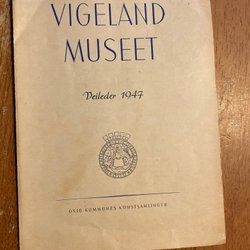 VIGELAND
MUSEET
Veileder 1947
OSLO KOMMUNES KUNSTSAMLINGER